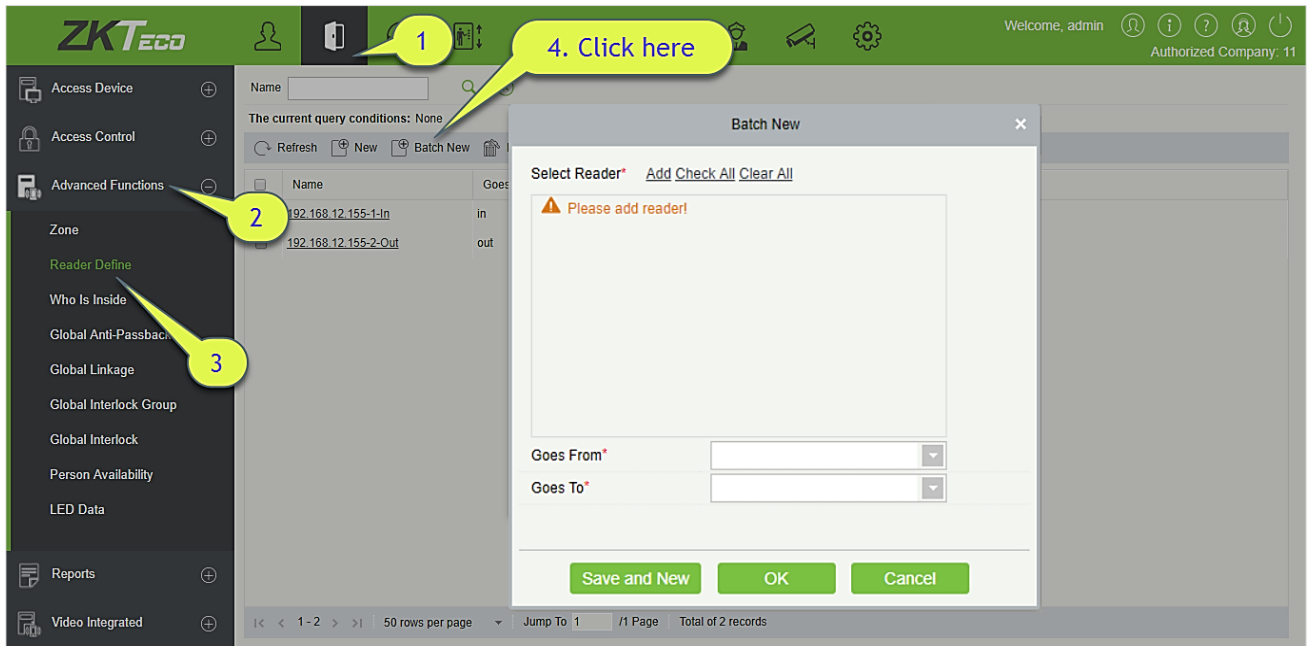 ZKTeco
Welcome, admin
Authorized Company: 11
1
4. Click here
Access Device
Access Control
Advanced Functions
2
Zone
Reader Define
Who Is Inside
Global Anti-Passback
3
Global Linkage
Global Interlock Group
Global Interlock
Person Availability
LED Data
Reports
Video Integrated
Name
The current query conditions: None
Refresh New Batch New
Name Goes
192.168.12.155-1-In in
192.168.12.155-2-Out out
Batch New
Select Reader* Add Check All Clear All
Please add reader!
Goes From*
Goes To*
Save and New OK Cancel
|< < 1-2 > >| 50 rows per page Jump To 1 /1 Page Total of 2 records